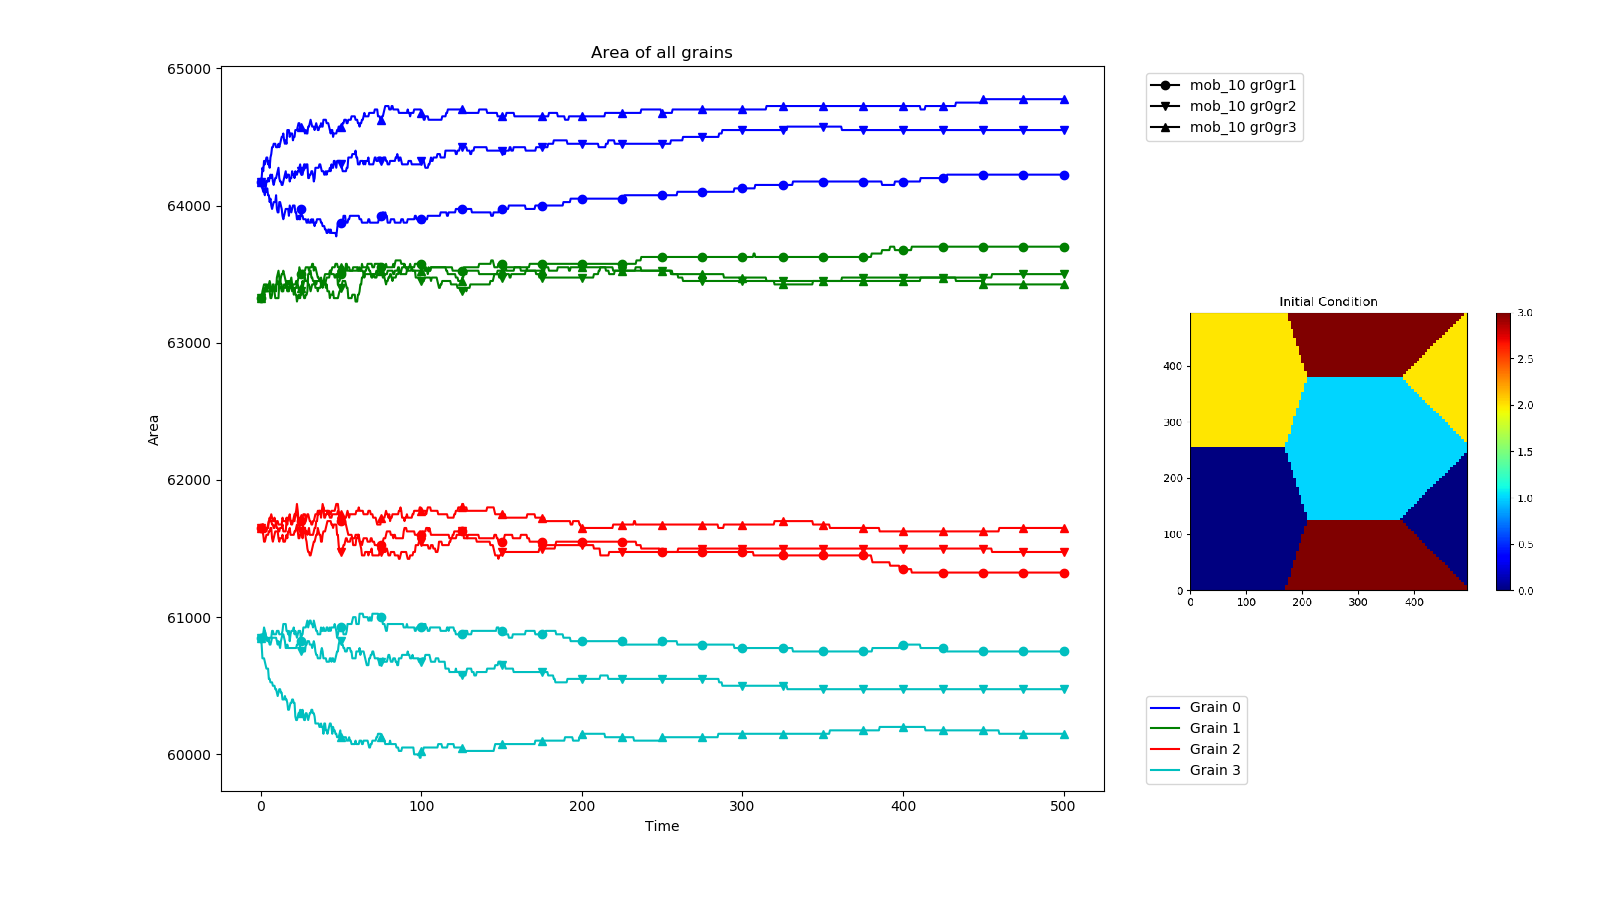 Area of all grains
65000
64000
63000
62000
61000
60000
Area
0 100 200 300 400 500
Time
mob_10 gr0gr1
mob_10 gr0gr2
mob_10 gr0gr3
Initial Condition
400
300
200
100
0
0 100 200 300 400
3.0
2.5
2.0
1.5
1.0
0.5
0.0
Grain 0
Grain 1
Grain 2
Grain 3